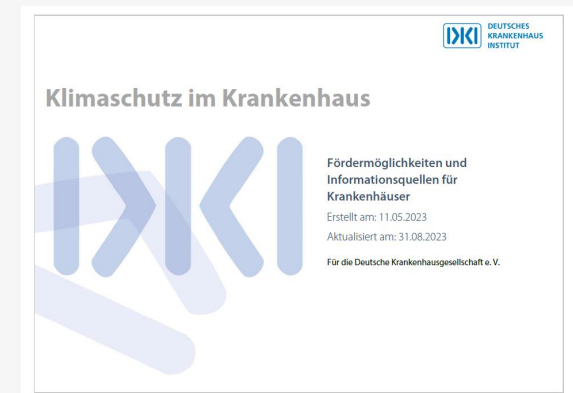 DEUTSCHES
KRANKENHAUS
INSTITUT
Klimaschutz im Krankenhaus
Fördermöglichkeiten und
Informationsquellen für
Krankenhäuser
Erstellt am: 11.05.2023
Aktualisiert am: 31.08.2023
Für die Deutsche Krankenhausgesellschaft e. V.